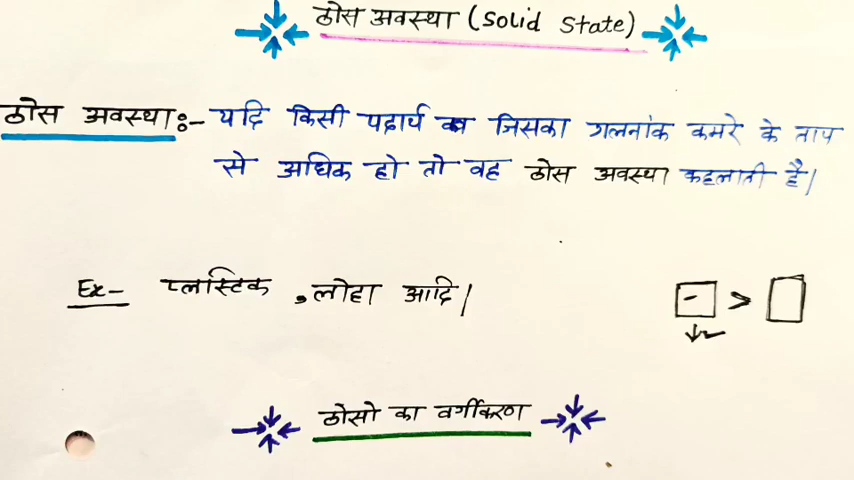 ठोस अवस्था (Solid State)
ठोस अवस्था :- यदि किसी पदार्थ का जिसका गलनांक कमरे के ताप
से अधिक हो तो वह ठोस अवस्था कहलाती है।
Ex- प्लास्टिक , लोहा आदि।
ठोसो का वर्गीकरण